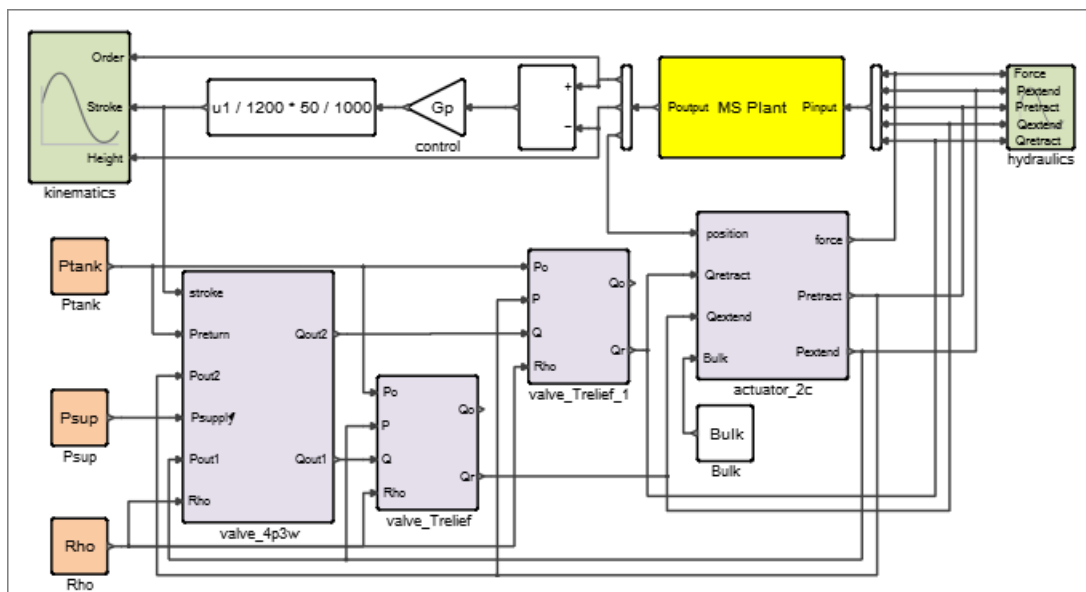 Order
Stroke
Height
kinematics
u1 / 1200 * 50 / 1000
Gp
control
+
−
Poutput
MS Plant
Pinput
Force
Pextend
Pretract
Qextend
Qretract
hydraulics
Ptank
Ptank
Psup
Psup
Rho
Rho
stroke
Preturn
Pout2
Psupply
Pout1
Rho
Qout2
Qout1
valve_4p3w
Po
P
Q
Rho
Qo
Qr
valve_Trelief
Po
P
Q
Rho
Qo
Qr
valve_Trelief_1
position
Qretract
Qextend
Bulk
force
Pretract
Pextend
actuator_2c
Bulk
Bulk